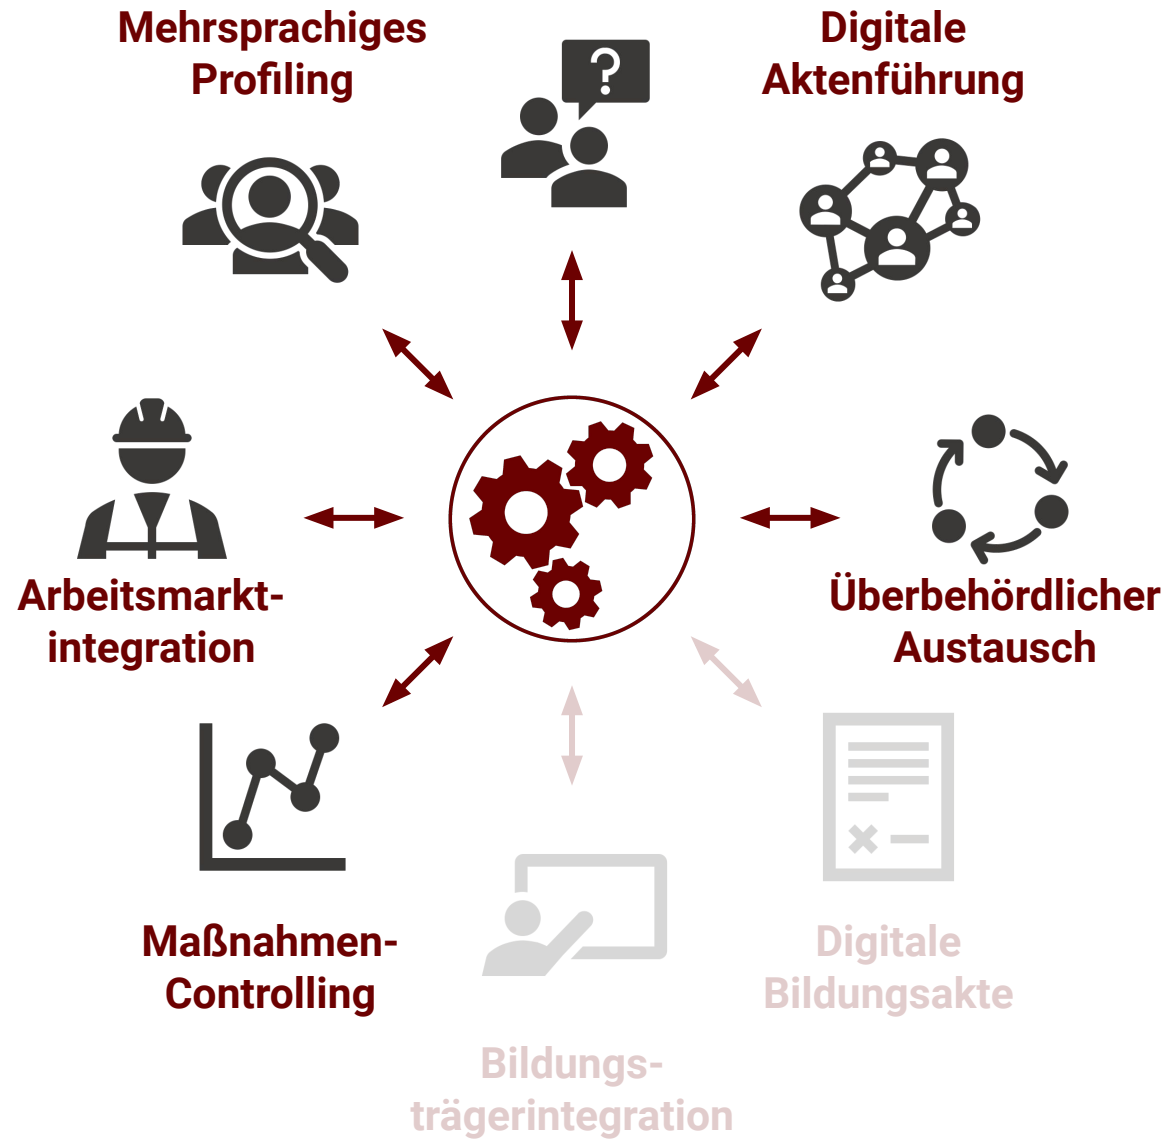 Mehrsprachiges
Profiling
Digitale
Aktenführung
?
Arbeitsmarkt-
integration
Überbehördlicher
Austausch
Maßnahmen-
Controlling
Digitale
Bildungsakte
Bildungs-
trägerintegration